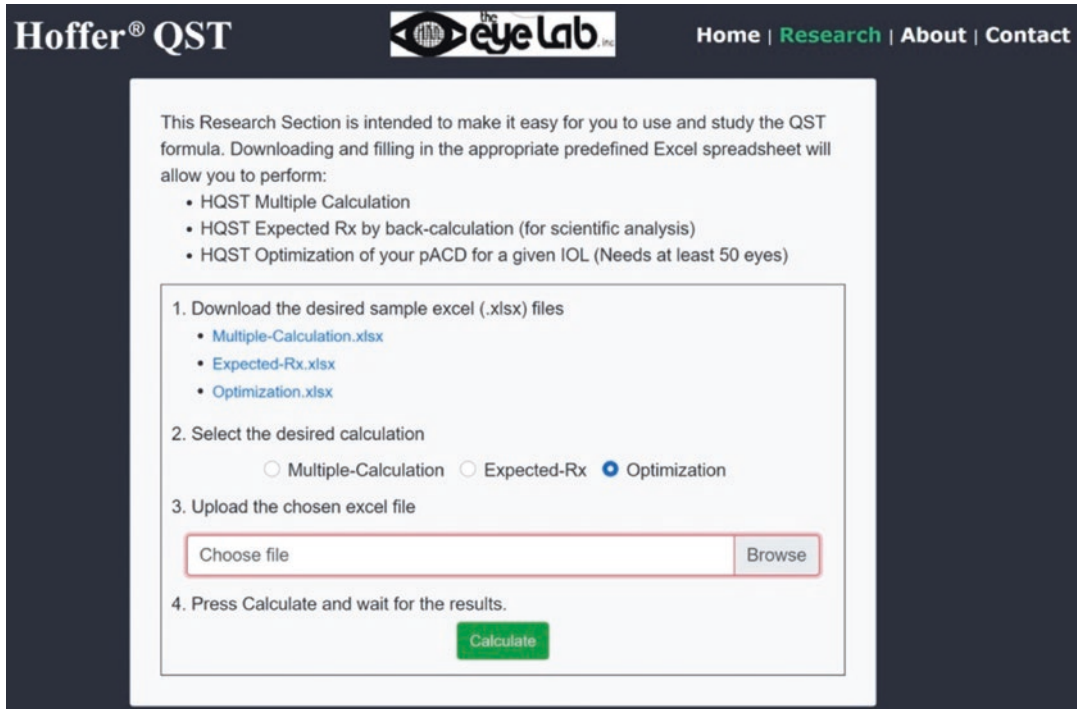 Hoffer® QST
the
eye Lab, inc.
Home | Research | About | Contact
This Research Section is intended to make it easy for you to use and study the QST
formula. Downloading and filling in the appropriate predefined Excel spreadsheet will
allow you to perform:
• HQST Multiple Calculation
• HQST Expected Rx by back-calculation (for scientific analysis)
• HQST Optimization of your pACD for a given IOL (Needs at least 50 eyes)
1. Download the desired sample excel (.xlsx) files
• Multiple-Calculation.xlsx
• Expected-Rx.xlsx
• Optimization.xlsx
2. Select the desired calculation
Multiple-Calculation Expected-Rx Optimization
3. Upload the chosen excel file
Choose file Browse
4. Press Calculate and wait for the results.
Calculate